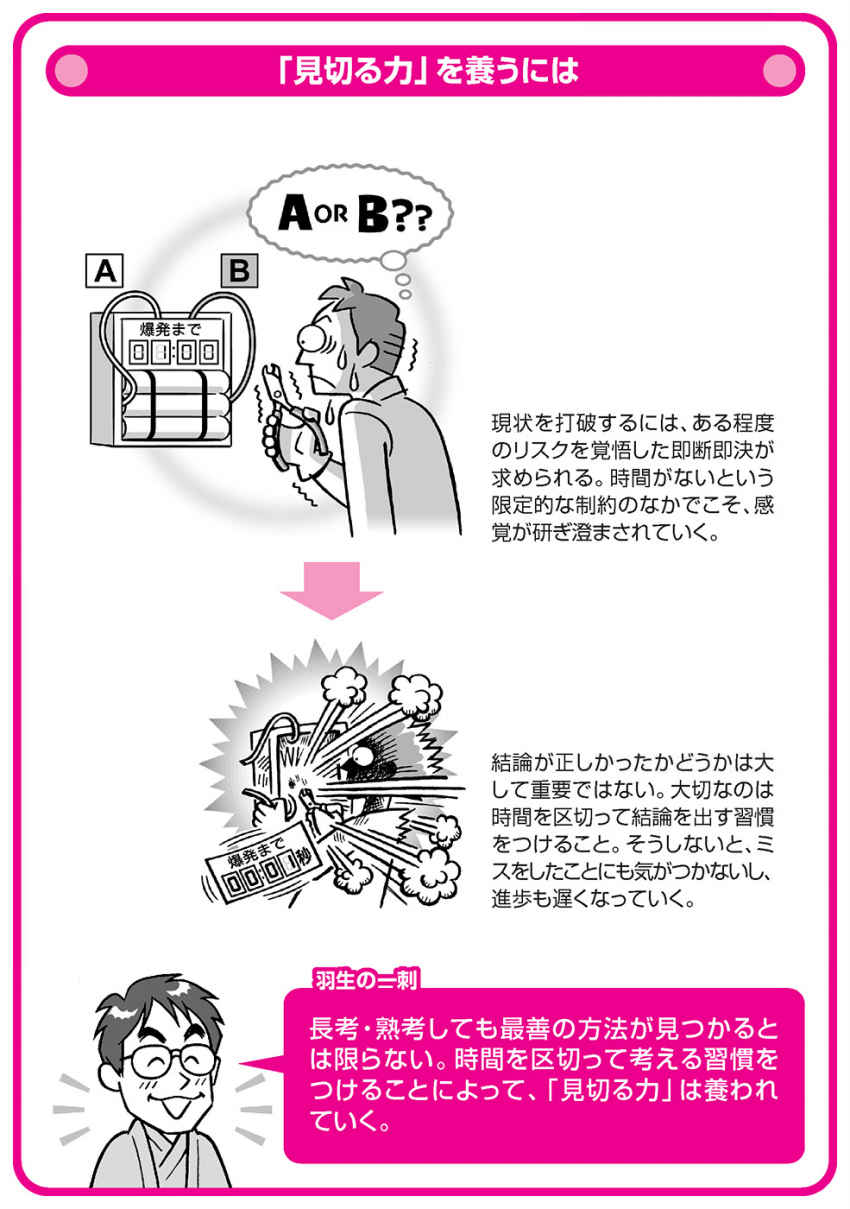 「見切る力」を養うには
A OR B??
A
B
爆発まで
01:00
現状を打破するには、ある程度
のリスクを覚悟した即断即決が
求められる。時間がないという
限定的な制約のなかでこそ、感
覚が研ぎ澄まされていく。
爆発まで
00:01秒
結論が正しかったかどうかは大
して重要ではない。大切なのは
時間を区切って結論を出す習慣
をつけること。そうしないと、ミ
スをしたことにも気がつかないし、
進歩も遅くなっていく。
羽生の一刺
長考・熟考しても最善の方法が見つかると
は限らない。時間を区切って考える習慣を
つけることによって、「見切る力」は養われ
ていく。